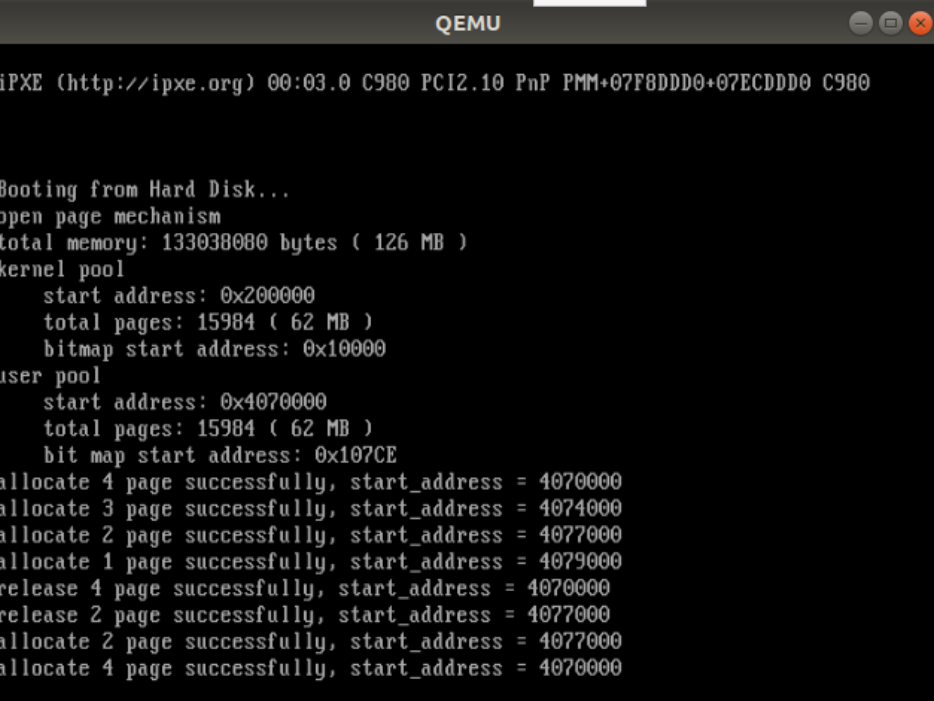 QEMU
iPXE (http://ipxe.org) 00:03.0 C980 PCI2.10 PnP PMM+07F8DDD0+07ECDDD0 C980
Booting from Hard Disk...
open page mechanism
total memory: 133038080 bytes ( 126 MB )
kernel pool
    start address: 0x200000
    total pages: 15984 ( 62 MB )
    bitmap start address: 0x10000
user pool
    start address: 0x4070000
    total pages: 15984 ( 62 MB )
    bit map start address: 0x107CE
allocate 4 page successfully, start_address = 4070000
allocate 3 page successfully, start_address = 4074000
allocate 2 page successfully, start_address = 4077000
allocate 1 page successfully, start_address = 4079000
release 4 page successfully, start_address = 4070000
release 2 page successfully, start_address = 4077000
allocate 2 page successfully, start_address = 4077000
allocate 4 page successfully, start_address = 4070000